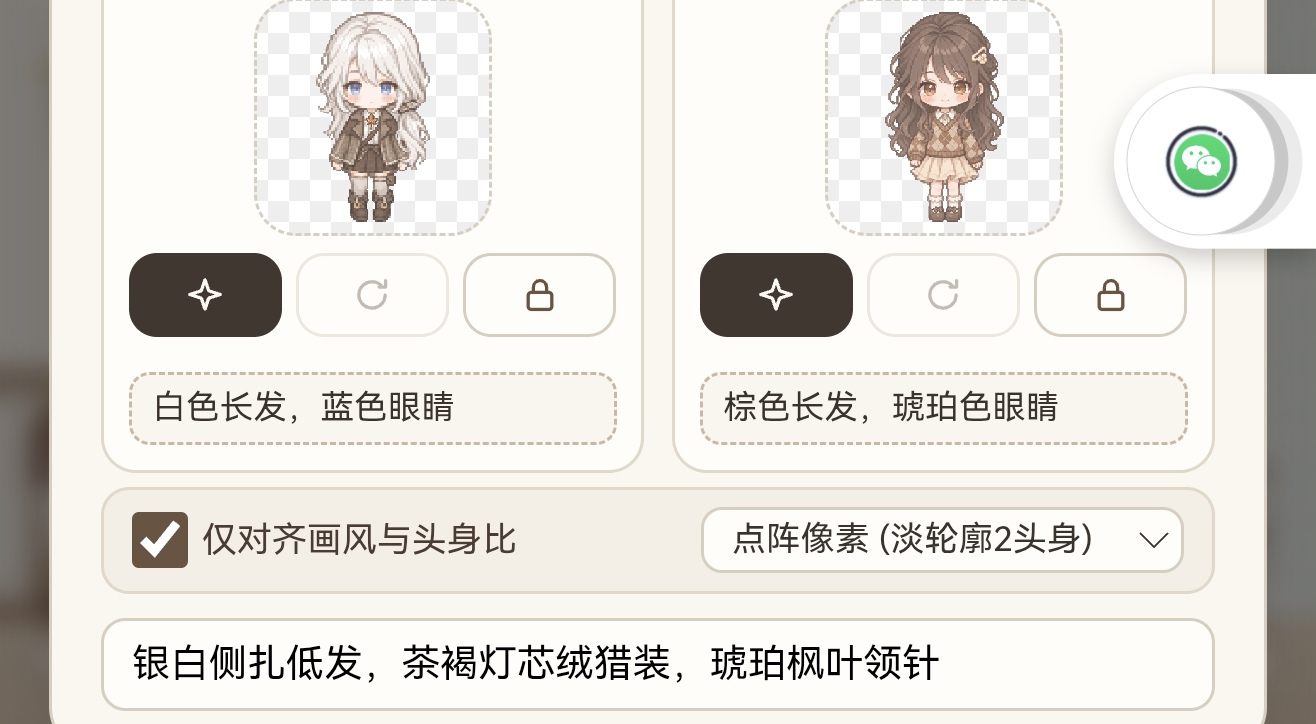 白色长发，蓝色眼睛
棕色长发，琥珀色眼睛
仅对齐画风与头身比
点阵像素 (淡轮廓2头身)
银白侧扎低发，茶褐灯芯绒猎装，琥珀枫叶领针